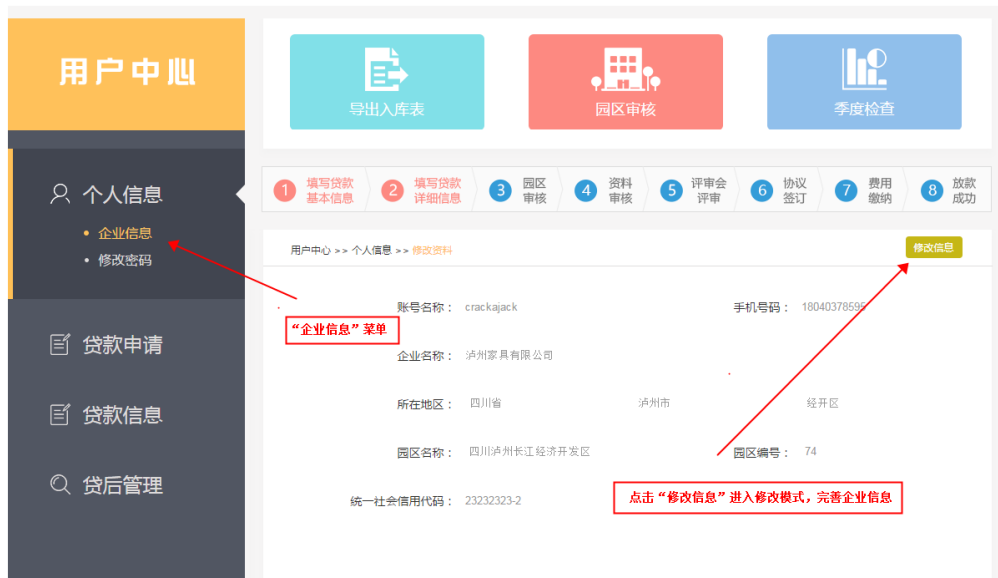 用户中心
导出入库表
园区审核
季度检查
个人信息
• 企业信息
• 修改密码
贷款申请
贷款信息
贷后管理
1 填写贷款
基本信息
2 填写贷款
详细信息
3 园区
审核
4 资料
审核
5 评审会
评审
6 协议
签订
7 费用
缴纳
8 放款
成功
用户中心 >> 个人信息 >> 修改资料
修改信息
账号名称： crackajack 手机号码： 18040378595
“企业信息”菜单
企业名称： 泸州家具有限公司
所在地区： 四川省 泸州市 经开区
园区名称： 四川泸州长江经济开发区 园区编号： 74
统一社会信用代码： 23232323-2
点击“修改信息”进入修改模式，完善企业信息